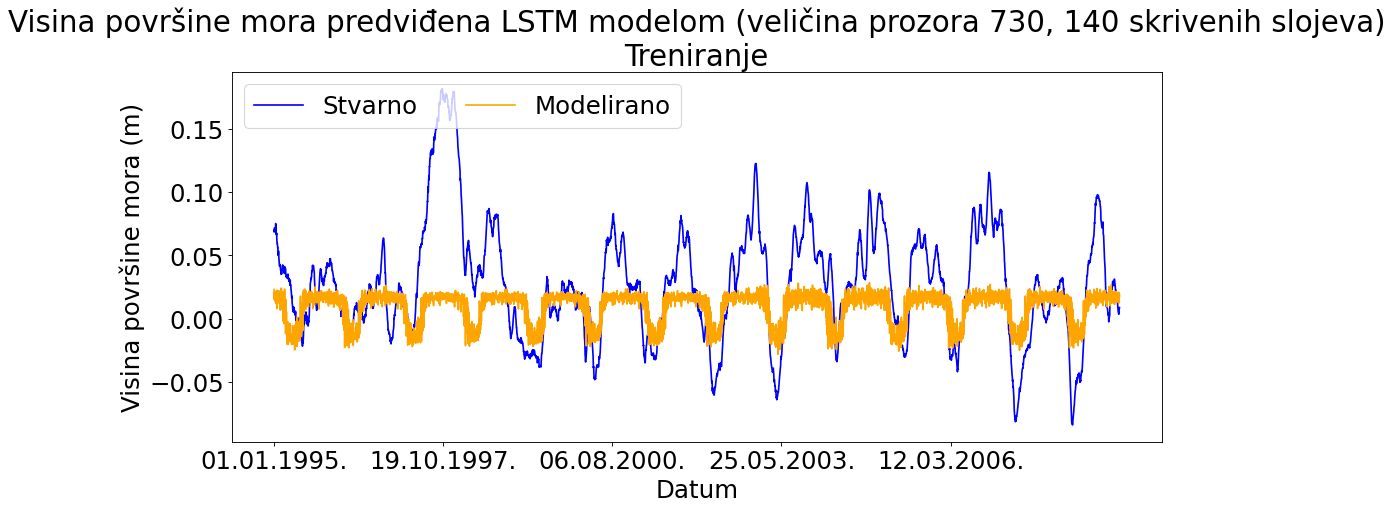 Visina površine mora predviđena LSTM modelom (veličina prozora 730, 140 skrivenih slojeva)
Treniranje
Stvarno
Modelirano
Visina površine mora (m)
0.15
0.10
0.05
0.00
−0.05
01.01.1995.
19.10.1997.
06.08.2000.
25.05.2003.
12.03.2006.
Datum